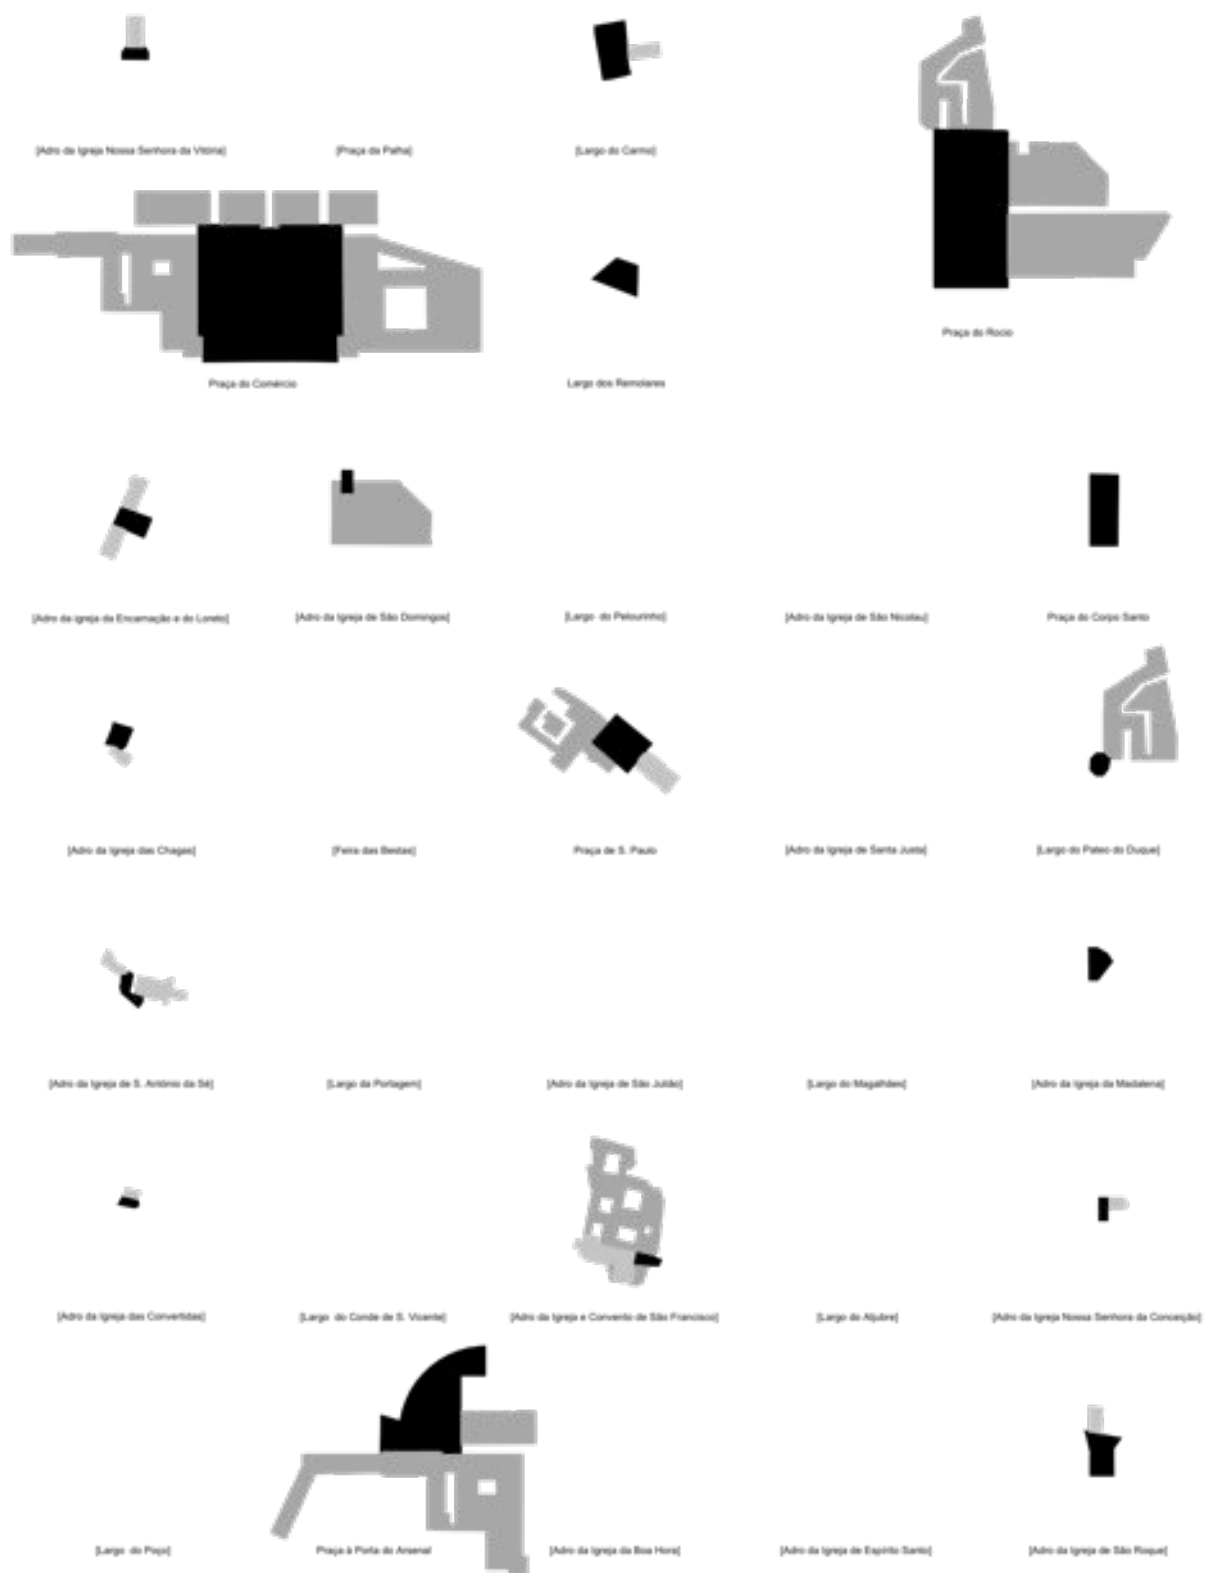 [Adro da Igreja Nossa Senhora da Vitória]
[Praça da Palha]
[Largo do Carmo]
Praça do Rocio
Praça do Comércio
Largo dos Remolares
[Adro da igreja da Encarnação e do Loreto]
[Adro da Igreja de São Domingos]
[Largo do Pelourinho]
[Adro da Igreja de São Nicolau]
Praça do Corpo Santo
[Adro da Igreja das Chagas]
[Feira das Bestas]
Praça de S. Paulo
[Adro da Igreja de Santa Justa]
[Largo do Pateo do Duque]
[Adro da Igreja de S. António da Sé]
[Largo da Portagem]
[Adro da Igreja de São Julião]
[Largo do Magalhães]
[Adro da Igreja da Madalena]
[Adro da Igreja das Convertidas]
[Largo do Conde de S. Vicente]
[Adro da Igreja e Convento de São Francisco]
[Largo do Aljubre]
[Adro da Igreja Nossa Senhora da Conceição]
[Largo do Poço]
Praça à Porta do Arsenal
[Adro da Igreja da Boa Hora]
[Adro da Igreja de Espirito Santo]
[Adro da Igreja de São Roque]